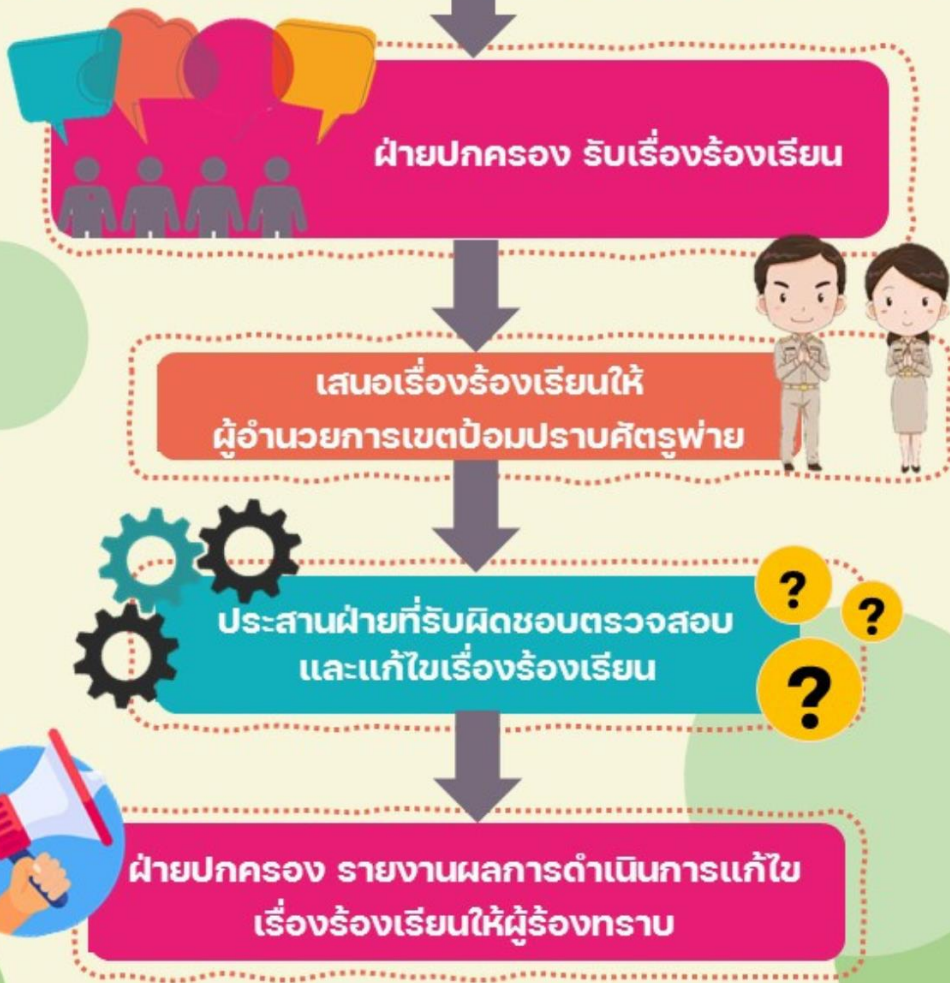 ฝ่ายปกครอง รับเรื่องร้องเรียน
เสนอเรื่องร้องเรียนให้
ผู้อำนวยการเขตป้อมปราบศัตรูพ่าย
ประสานฝ่ายที่รับผิดชอบตรวจสอบ
และแก้ไขเรื่องร้องเรียน
?
?
?
ฝ่ายปกครอง รายงานผลการดำเนินการแก้ไข
เรื่องร้องเรียนให้ผู้ร้องทราบ